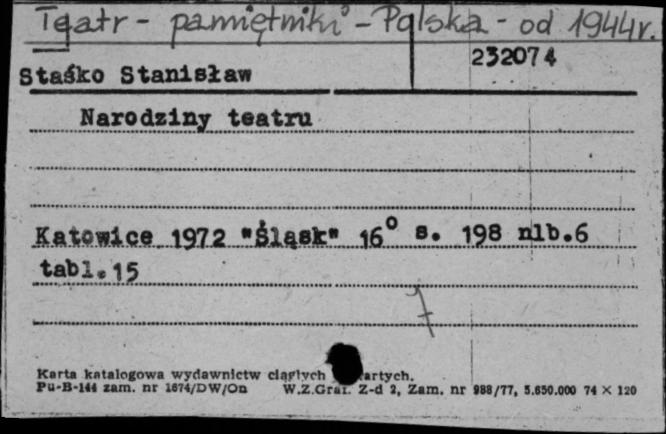 Teatr - pamiętniki - Polska - od 1944r.
232074
Staśko Stanisław
Narodziny teatru
Katowice 1972 "Śląsk" 16° s. 198 nlb.6
tabl.15
7
Karta katalogowa wydawnictw ciągłych artych.
Pu-B-144 zam. nr 1674/DW/On W.Z.Graf. Z-d 2, Zam. nr 988/77, 5.650.000 74 × 120